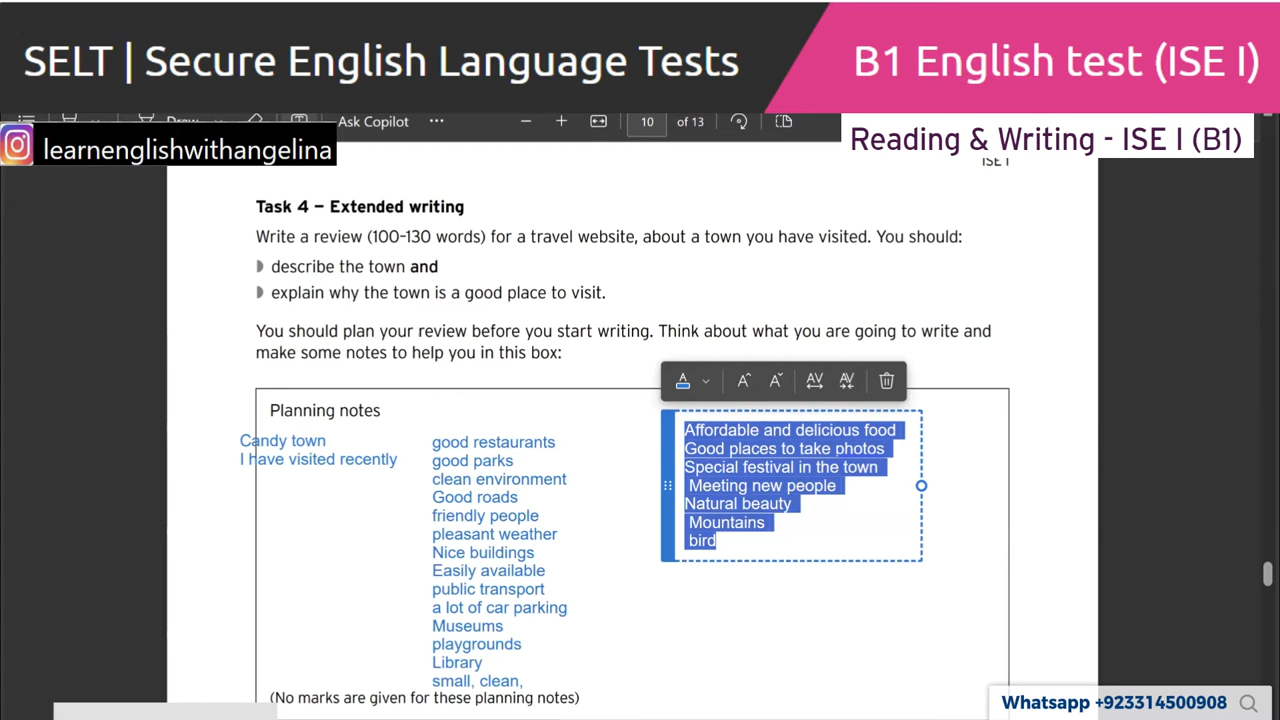 SELT | Secure English Language Tests
B1 English test (ISE I)
Ask Copilot
10 of 13
learnenglishwithangelina
Reading & Writing - ISE I (B1)
ISE I
Task 4 – Extended writing
Write a review (100-130 words) for a travel website, about a town you have visited. You should:
describe the town and
explain why the town is a good place to visit.
You should plan your review before you start writing. Think about what you are going to write and
make some notes to help you in this box:
Planning notes
Candy town
I have visited recently
good restaurants
good parks
clean environment
Good roads
friendly people
pleasant weather
Nice buildings
Easily available
public transport
a lot of car parking
Museums
playgrounds
Library
small, clean,
Affordable and delicious food
Good places to take photos
Special festival in the town
Meeting new people
Natural beauty
Mountains
bird
(No marks are given for these planning notes)
Whatsapp +923314500908